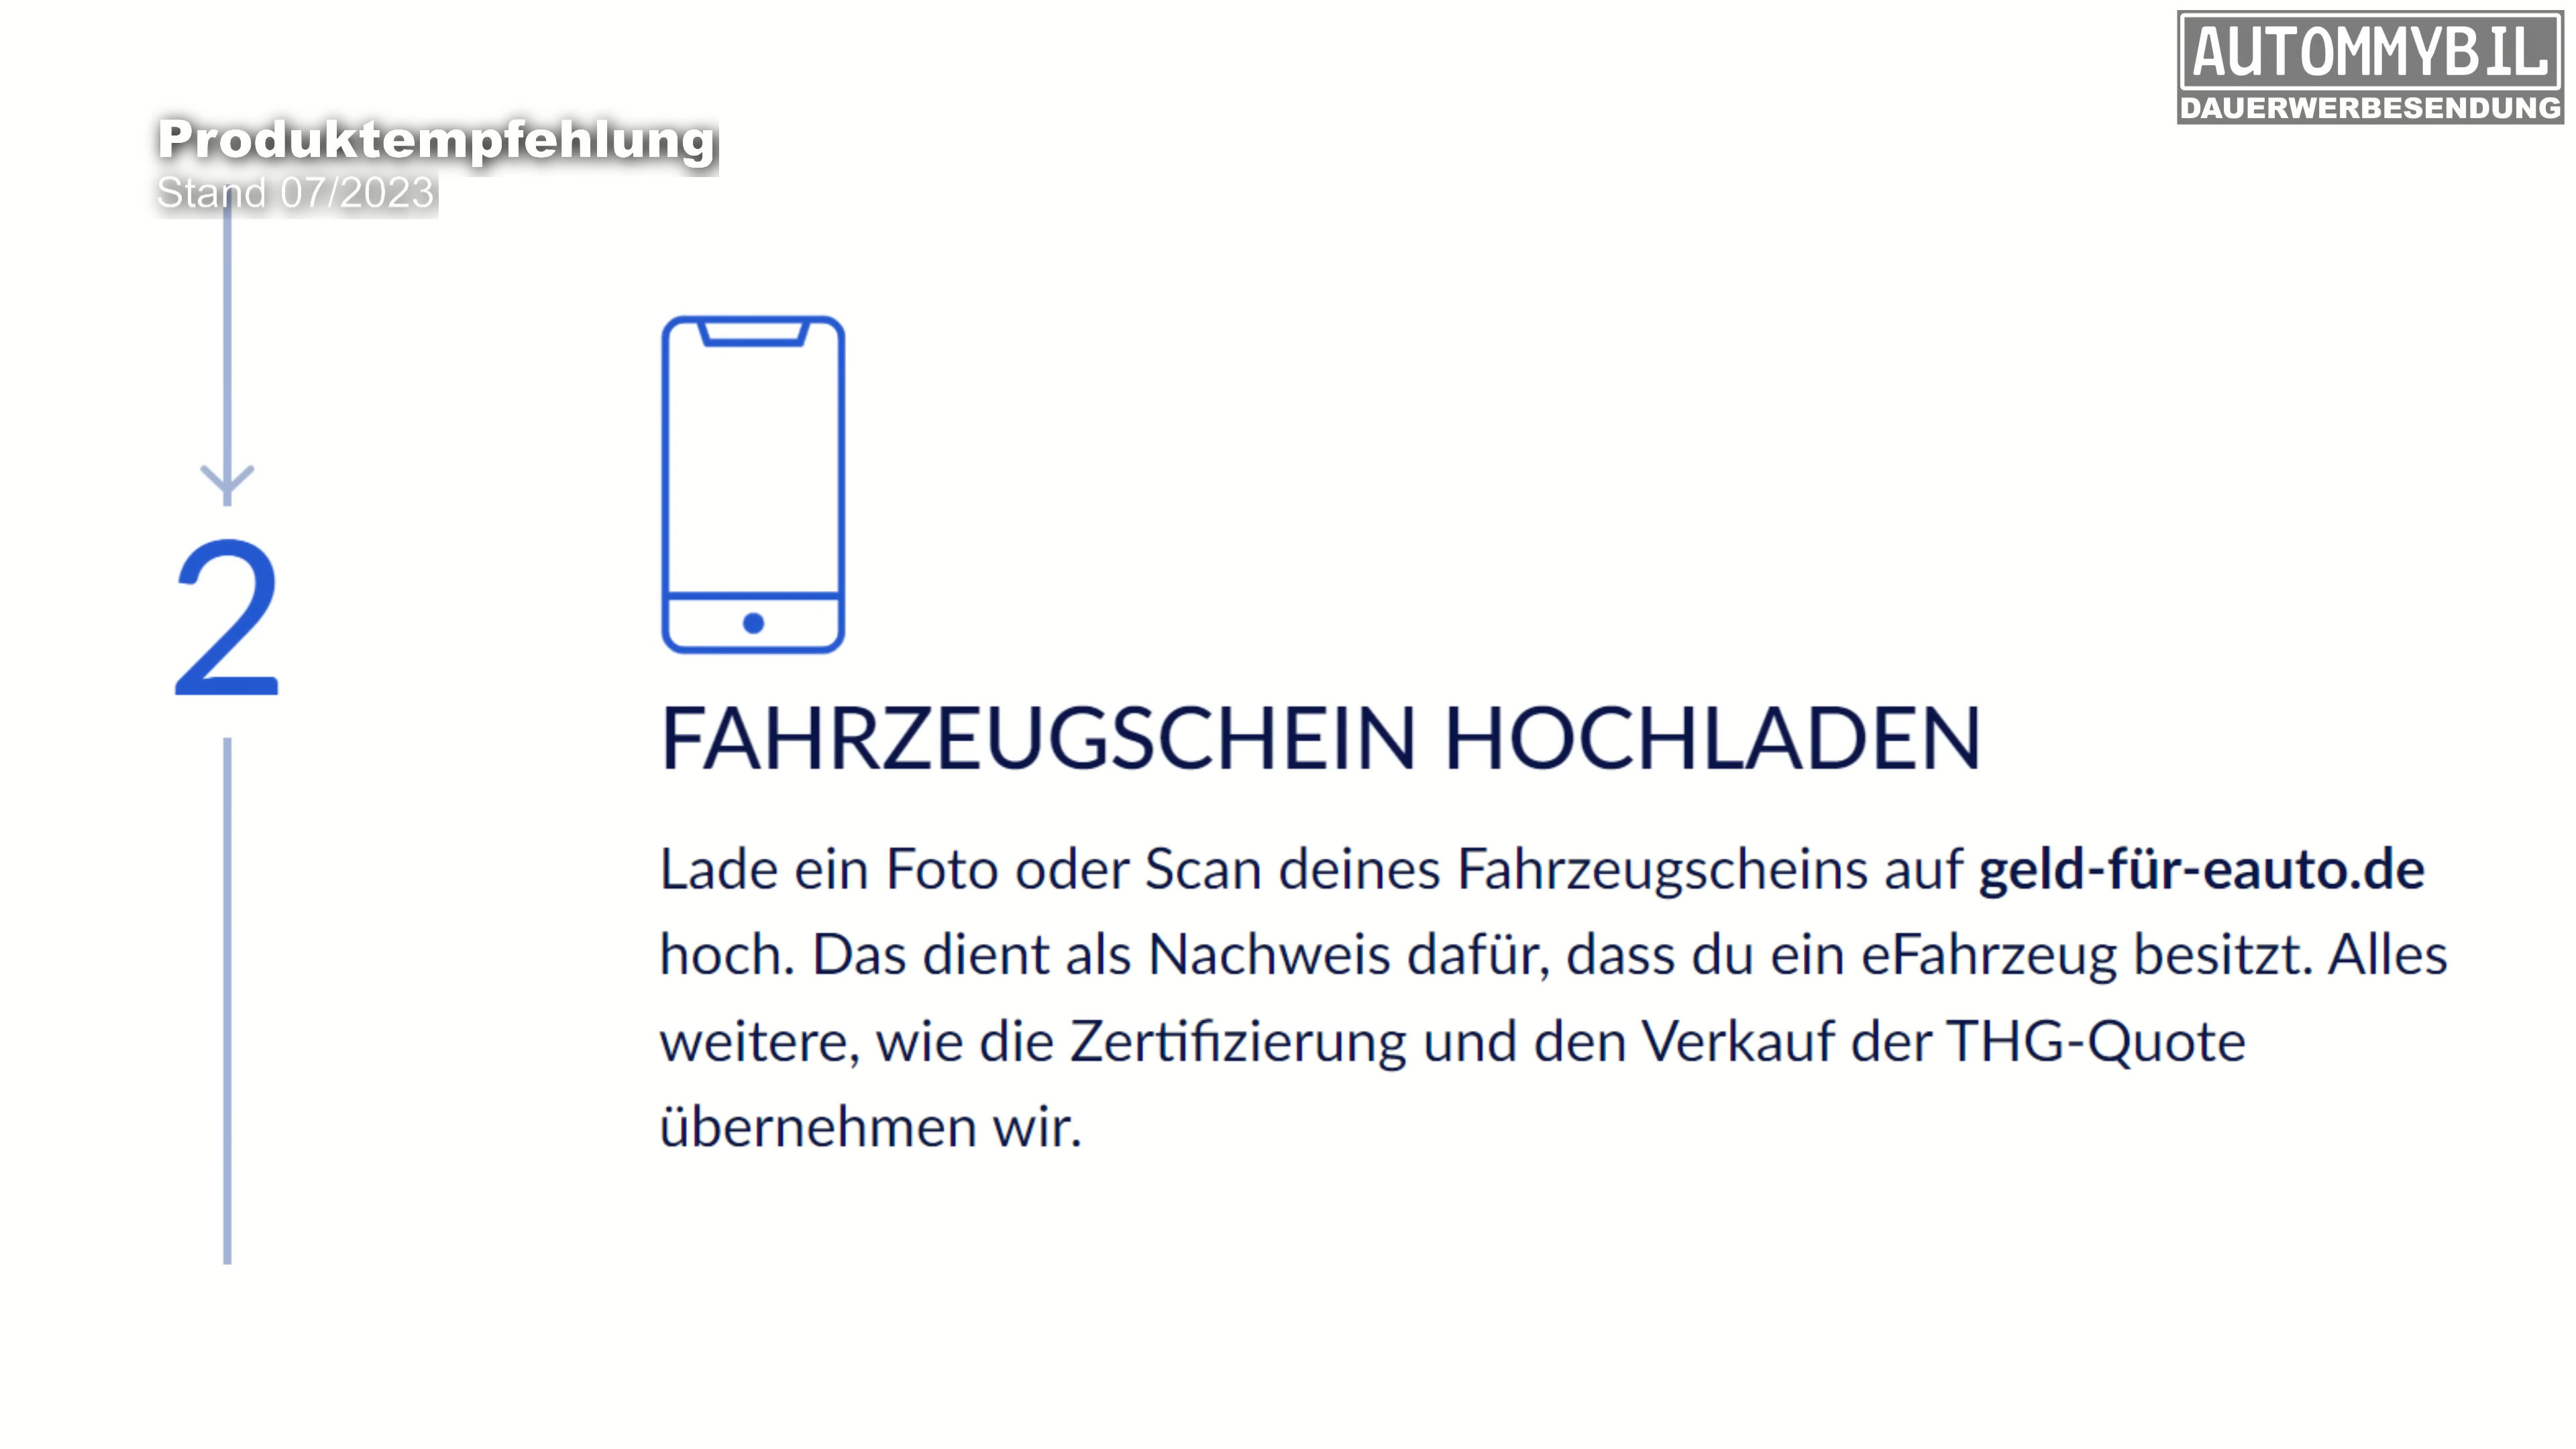 AUTOMMYBIL
DAUERWERBESENDUNG
Produktempfehlung
Stand 07/2023
2
FAHRZEUGSCHEIN HOCHLADEN
Lade ein Foto oder Scan deines Fahrzeugscheins auf geld-für-eauto.de
hoch. Das dient als Nachweis dafür, dass du ein eFahrzeug besitzt. Alles
weitere, wie die Zertifizierung und den Verkauf der THG-Quote
übernehmen wir.